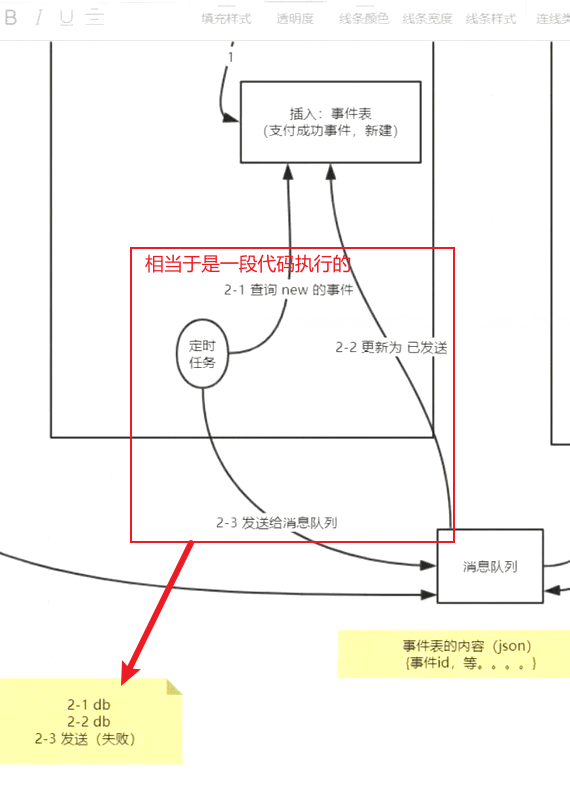 B I U
填充样式 透明度 线条颜色 线条宽度 线条样式 连线类
1
插入：事件表
（支付成功事件，新建）
相当于是一段代码执行的
2-1 查询 new 的事件
定时
任务
2-2 更新为 已发送
2-3 发送给消息队列
消息队列
事件表的内容（json）
{事件id，等。。。。}
2-1 db
2-2 db
2-3 发送（失败）